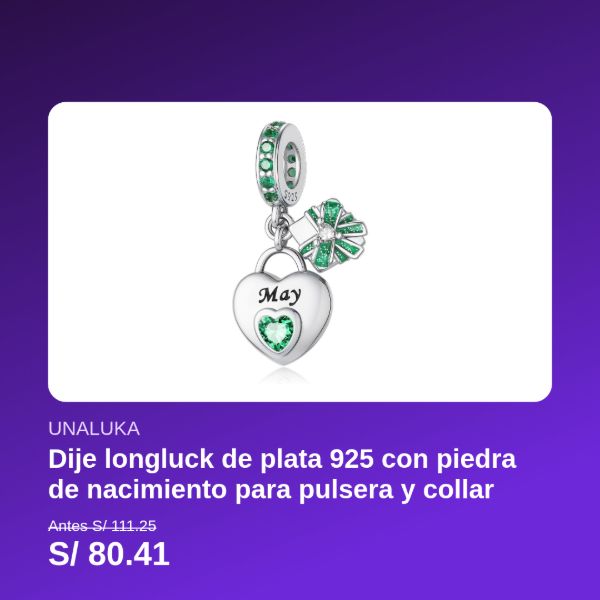 S925
May
UNALUKA
Dije longluck de plata 925 con piedra
de nacimiento para pulsera y collar
Antes S/ 111.25
S/ 80.41